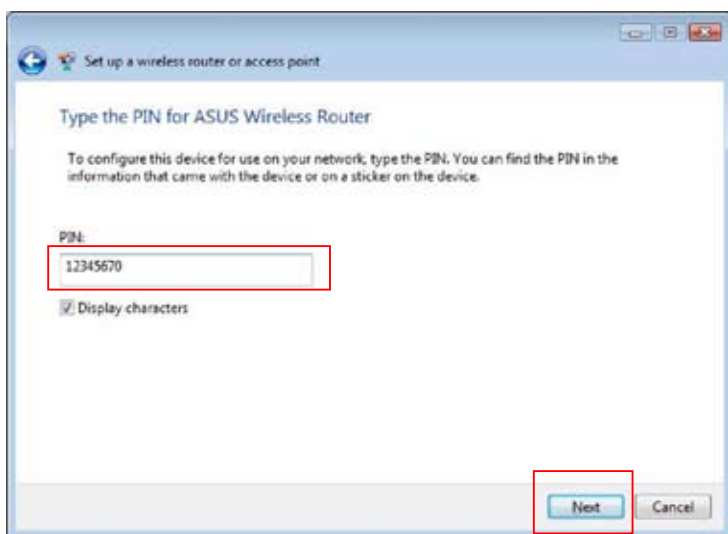 Set up a wireless router or access point
Type the PIN for ASUS Wireless Router
To configure this device for use on your network, type the PIN. You can find the PIN in the
information that came with the device or on a sticker on the device.
PIN:
12345670
Display characters
Next
Cancel